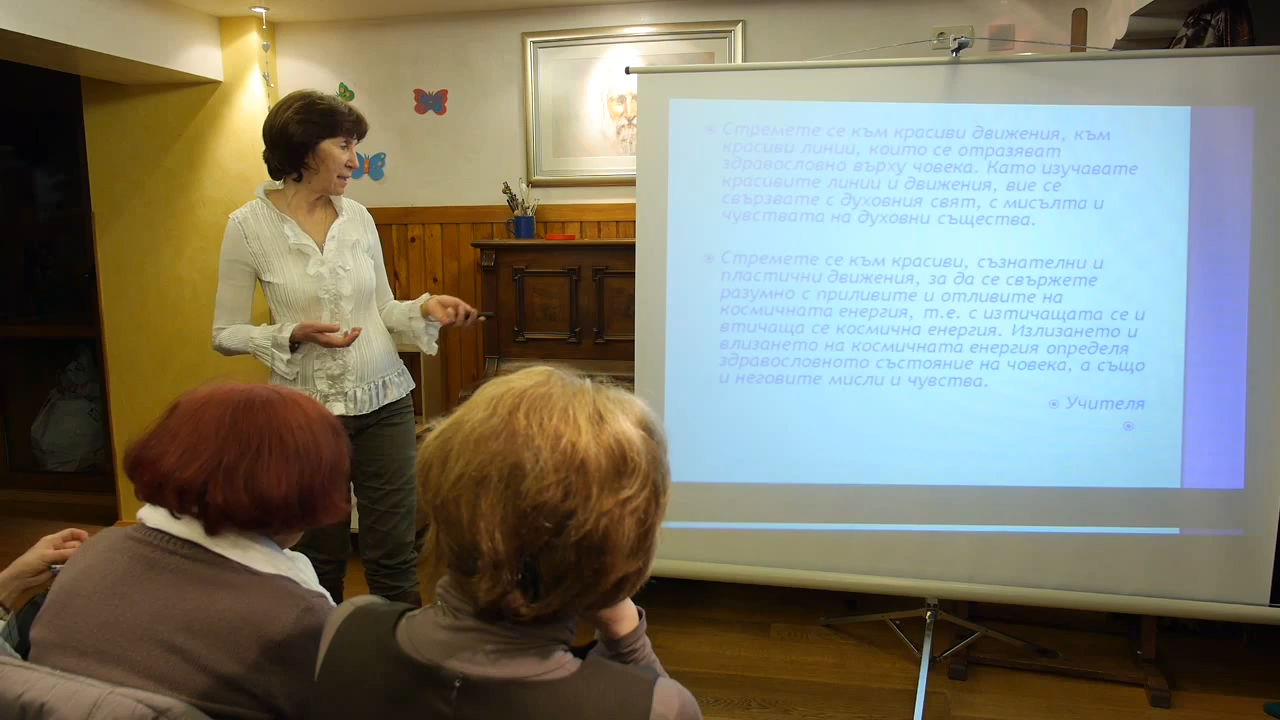 Стремете се към красиви движения, към
красиви линии, които се отразяват
здравословно върху човека. Като изучавате
красивите линии и движения, вие се
свързвате с духовния свят, с мисълта и
чувствата на духовни същества.
Стремете се към красиви, съзнателни и
пластични движения, за да се свържете
разумно с приливите и отливите на
космичната енергия, т.е. с изтичащата се и
втичаща се космична енергия. Излизането и
влизането на космичната енергия определя
здравословното състояние на човека, а също
и неговите мисли и чувства.
Учителя